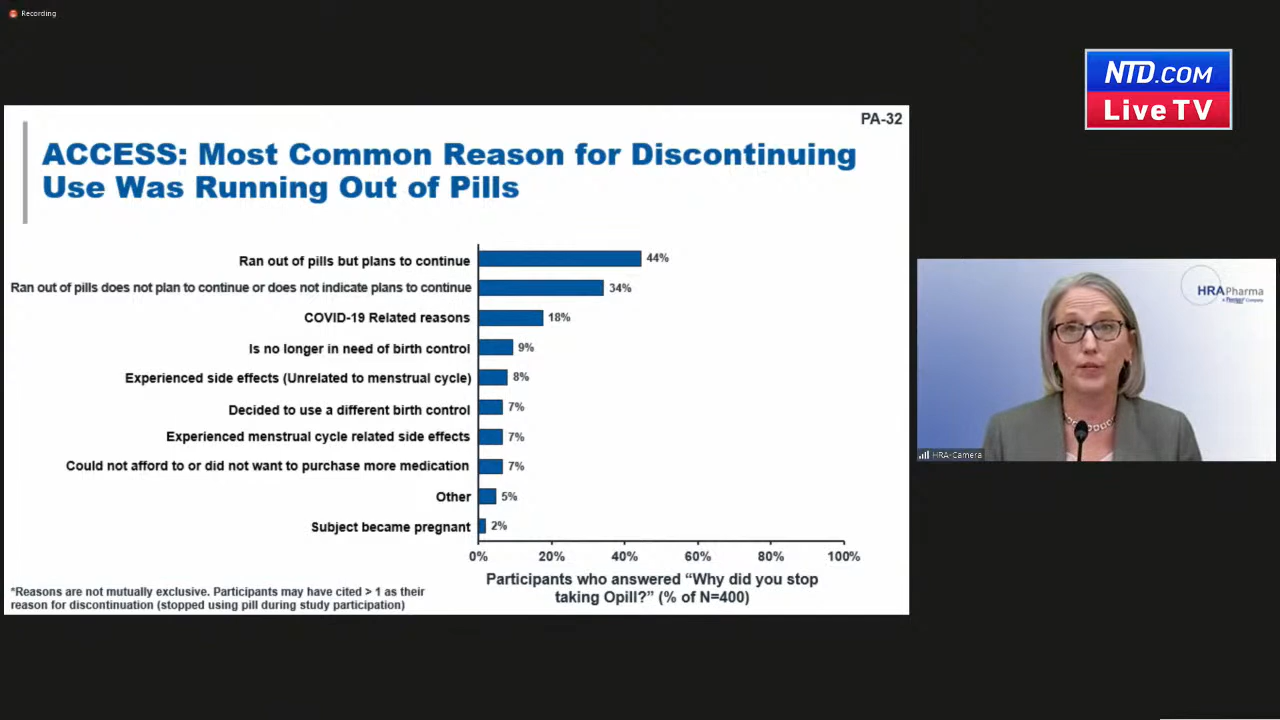 Recording
NTD.COM
Live TV
PA-32
ACCESS: Most Common Reason for Discontinuing
Use Was Running Out of Pills
Ran out of pills but plans to continue
44%
Ran out of pills does not plan to continue or does not indicate plans to continue
34%
COVID-19 Related reasons
18%
Is no longer in need of birth control
9%
Experienced side effects (Unrelated to menstrual cycle)
8%
Decided to use a different birth control
7%
Experienced menstrual cycle related side effects
7%
Could not afford to or did not want to purchase more medication
7%
Other
5%
Subject became pregnant
2%
0% 20% 40% 60% 80% 100%
Participants who answered “Why did you stop
taking Opill?” (% of N=400)
*Reasons are not mutually exclusive. Participants may have cited > 1 as their
reason for discontinuation (stopped using pill during study participation)
HRA Pharma
a Perrigo Company
HRA-Camera